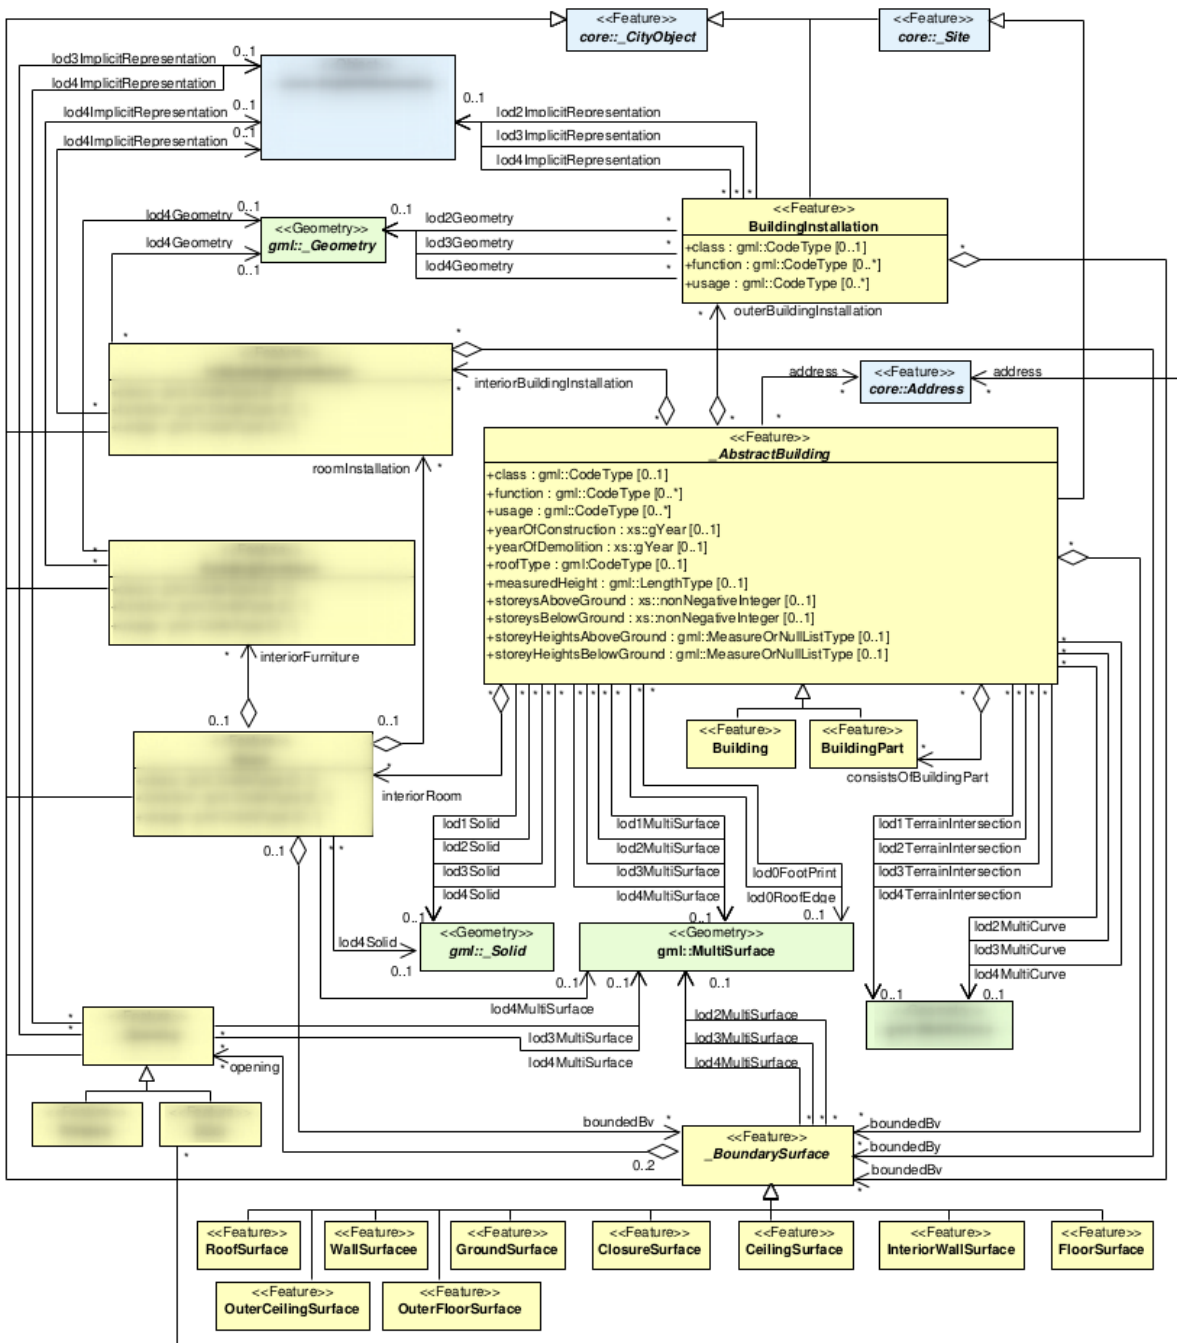 <<Feature>>
core::_CityObject
<<Feature>>
core::_Site
lod3ImplicitRepresentation
0..1
lod4ImplicitRepresentation
lod4ImplicitRepresentation
0..1
lod4ImplicitRepresentation
0..1
0..1
lod2ImplicitRepresentation
lod3ImplicitRepresentation
lod4ImplicitRepresentation
* * *
<<Feature>>
BuildingInstallation
+class : gml::CodeType [0..1]
+function : gml::CodeType [0..*]
+usage : gml::CodeType [0..*]
*
lod4Geometry
0..1
lod4Geometry
0..1
<<Geometry>>
gml::_Geometry
0..1
lod2Geometry
*
lod3Geometry
*
lod4Geometry
*
*
outerBuildingInstallation
*
*
*
interiorBuildingInstallation
*
*
*
address
*
<<Feature>>
core::Address
address
*
*
roomInstallation
*
<<Feature>>
_AbstractBuilding
+class : gml::CodeType [0..1]
+function : gml::CodeType [0..*]
+usage : gml::CodeType [0..*]
+yearOfConstruction : xs::gYear [0..1]
+yearOfDemolition : xs::gYear [0..1]
+roofType : gml:CodeType [0..1]
+measuredHeight : gml::LengthType [0..1]
+storeysAboveGround : xs::nonNegativeInteger [0..1]
+storeysBelowGround : xs::nonNegativeInteger [0..1]
+storeyHeightsAboveGround : gml::MeasureOrNullListType [0..1]
+storeyHeightsBelowGround : gml::MeasureOrNullListType [0..1]
*
*
*
*
*
*
*
interiorFurniture
0..1
0..1
* * * * *
* * * * * *
*
* * * *
<<Feature>>
Building
<<Feature>>
BuildingPart
*
consistsOfBuildingPart
*
interiorRoom
0..1
* *
lod1Solid
lod2Solid
lod3Solid
lod4Solid
0..1
lod1MultiSurface
lod2MultiSurface
lod3MultiSurface
lod4MultiSurface
0..1
lod0FootPrint
lod0RoofEdge
0..1
lod1TerrainIntersection
lod2TerrainIntersection
lod3TerrainIntersection
lod4TerrainIntersection
0..1
lod2MultiCurve
lod3MultiCurve
lod4MultiCurve
0..1
lod4Solid
0..1
<<Geometry>>
gml::_Solid
<<Geometry>>
gml::MultiSurface
0..1
0..1
0..1
lod4MultiSurface
*
*
*
*
lod3MultiSurface
lod4MultiSurface
lod2MultiSurface
lod3MultiSurface
lod4MultiSurface
* * *
opening
*
boundedBy
*
0..2
<<Feature>>
_BoundarySurface
*
boundedBy
*
boundedBy
boundedBy
*
<<Feature>>
RoofSurface
<<Feature>>
WallSurfacee
<<Feature>>
GroundSurface
<<Feature>>
ClosureSurface
<<Feature>>
CeilingSurface
<<Feature>>
InteriorWallSurface
<<Feature>>
FloorSurface
<<Feature>>
OuterCeilingSurface
<<Feature>>
OuterFloorSurface